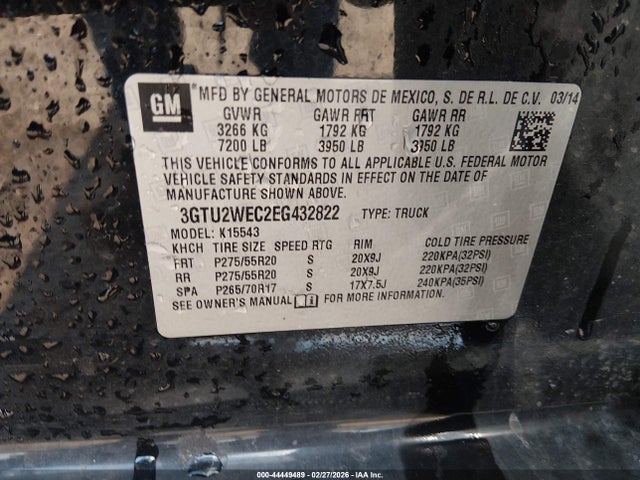 GM *MFD BY GENERAL MOTORS DE MEXICO, S. DE R.L. DE C.V. 03/14
GVWR GAWR FRT GAWR RR
3266 KG 1792 KG 1792 KG
7200 LB 3950 LB 3950 LB
THIS VEHICLE CONFORMS TO ALL APPLICABLE U.S. FEDERAL MOTOR
VEHICLE SAFETY STANDARDS IN EFFECT ON THE DATE OF
MANUFACTURE SHOWN ABOVE.
3GTU2WEC2EG432822 TYPE: TRUCK
MODEL: K15543
KHCH TIRE SIZE SPEED RTG RIM COLD TIRE PRESSURE
FRT P275/55R20 S 20X9J 220KPA(32PSI)
RR P275/55R20 S 20X9J 220KPA(32PSI)
SPA P265/70R17 S 17X7.5J 240KPA(35PSI)
SEE OWNER'S MANUAL FOR MORE INFORMATION
000-44449489 - 02/27/2026 - IAA Inc.